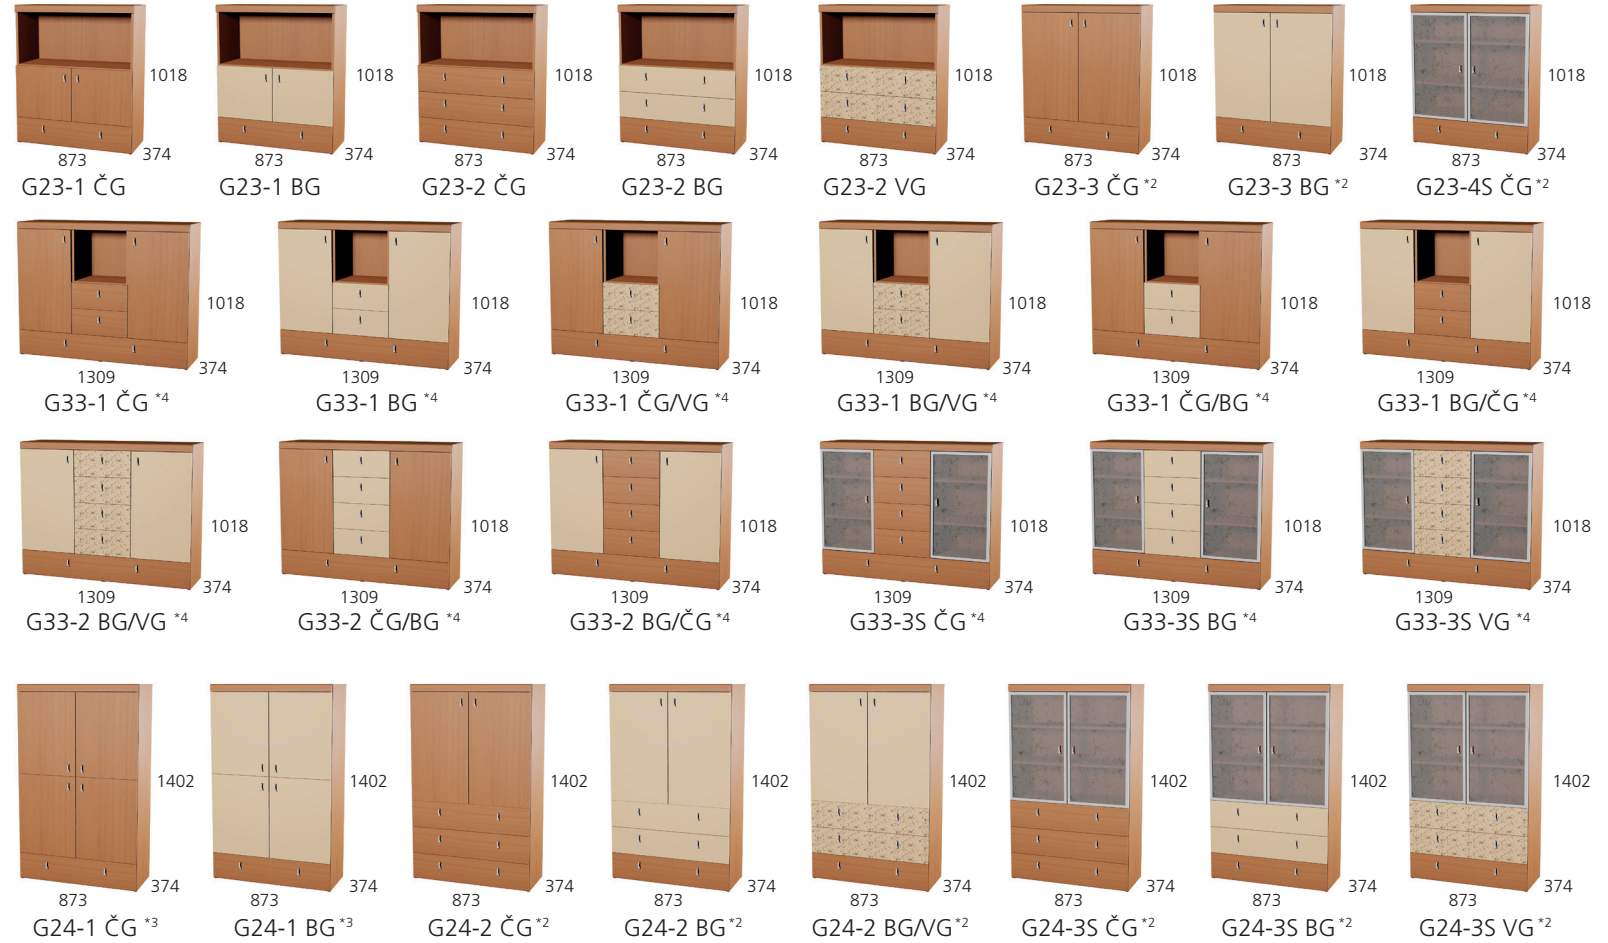 1018 1018 1018 1018 1018 1018 1018 1018
873 374 873 374 873 374 873 374 873 374 873 374 873 374 873 374
G23-1 ČG G23-1 BG G23-2 ČG G23-2 BG G23-2 VG G23-3 ČG *2 G23-3 BG *2 G23-4S ČG *2
1018 1018 1018 1018 1018 1018
1309 374 1309 374 1309 374 1309 374 1309 374 1309 374
G33-1 ČG *4 G33-1 BG *4 G33-1 ČG/VG *4 G33-1 BG/VG *4 G33-1 ČG/BG *4 G33-1 BG/ČG *4
1018 1018 1018 1018 1018 1018
1309 374 1309 374 1309 374 1309 374 1309 374 1309 374
G33-2 BG/VG *4 G33-2 ČG/BG *4 G33-2 BG/ČG *4 G33-3S ČG *4 G33-3S BG *4 G33-3S VG *4
1402 1402 1402 1402 1402 1402 1402 1402
873 374 873 374 873 374 873 374 873 374 873 374 873 374 873 374
G24-1 ČG *3 G24-1 BG *3 G24-2 ČG *2 G24-2 BG *2 G24-2 BG/VG *2 G24-3S ČG *2 G24-3S BG *2 G24-3S VG *2